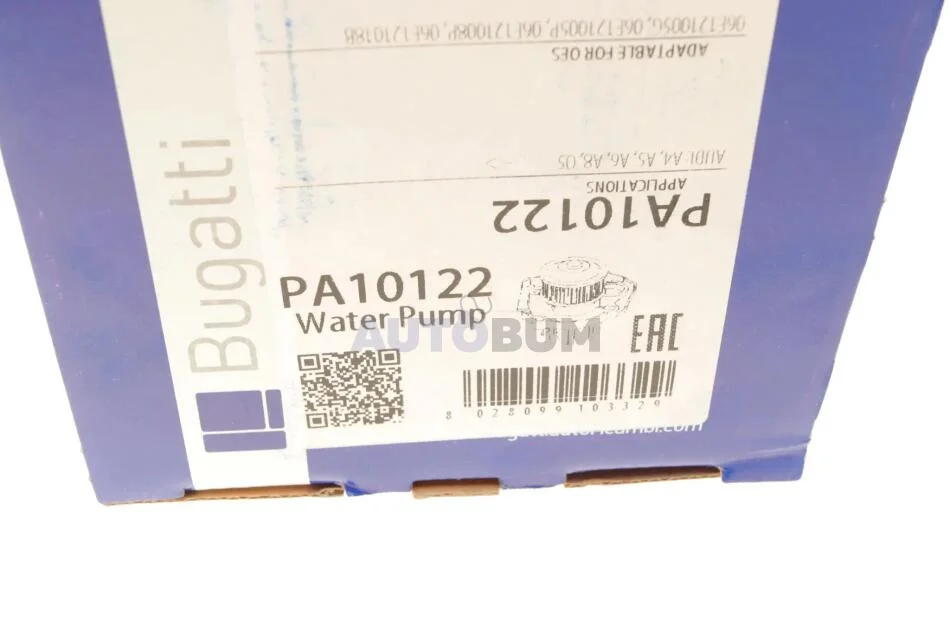 06E121005G, 06E121005P, 06E121008P, 06E121018B
ADAPTABLE FOR OES
AUDI: A4, A5, A6, A8, Q5
APPLICATIONS
PA10122
Bugatti
PA10122
Water Pump
AUTOBUM
EAC
8 028099 103329